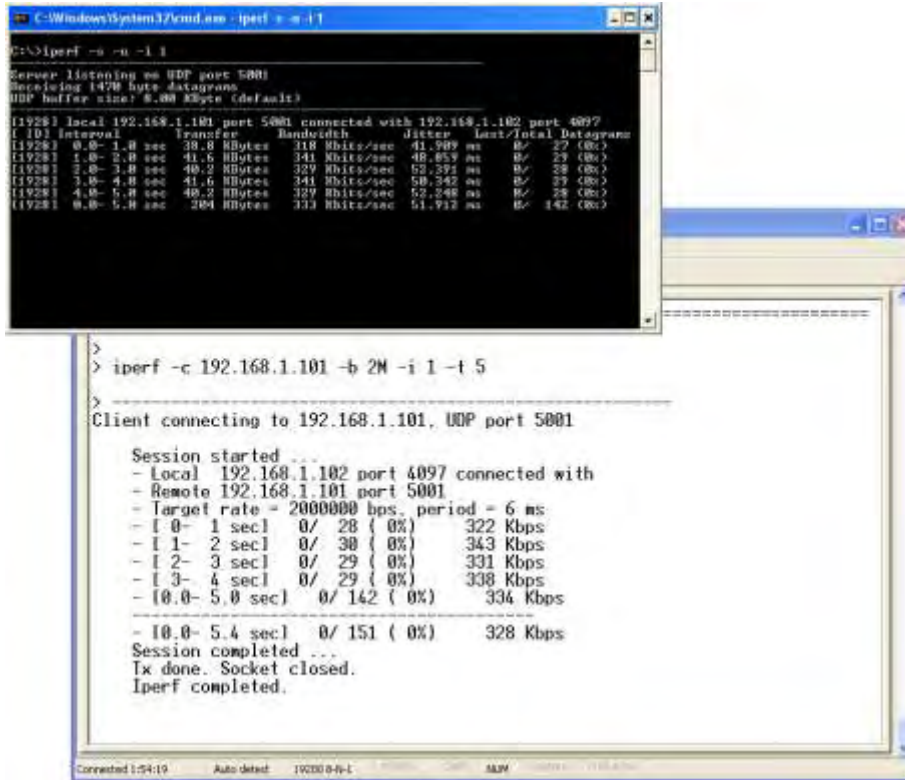 C:\Windows\System32\cmd.exe - iperf -s -u -i 1
C:\>iperf -s -u -i 1
Server listening on UDP port 5001
Receiving 1470 byte datagrams
UDP buffer size: 8.00 KByte (default)
[1928] local 192.168.1.101 port 5001 connected with 192.168.1.102 port 4097
[ ID] Interval Transfer Bandwidth Jitter Lost/Total Datagrams
[1928] 0.0- 1.0 sec 38.8 KBytes 318 Kbits/sec 41.909 ms 0/ 27 (0%)
[1928] 1.0- 2.0 sec 41.6 KBytes 341 Kbits/sec 48.059 ms 0/ 29 (0%)
[1928] 2.0- 3.0 sec 40.2 KBytes 329 Kbits/sec 52.391 ms 0/ 28 (0%)
[1928] 3.0- 4.0 sec 41.6 KBytes 341 Kbits/sec 50.342 ms 0/ 29 (0%)
[1928] 4.0- 5.0 sec 40.2 KBytes 329 Kbits/sec 52.248 ms 0/ 28 (0%)
[1928] 0.0- 5.0 sec 204 KBytes 333 Kbits/sec 51.912 ms 0/ 142 (0%)
>
> iperf -c 192.168.1.101 -b 2M -i 1 -t 5
> ------------------------------------------------------------
Client connecting to 192.168.1.101, UDP port 5001
Session started ...
- Local 192.168.1.102 port 4097 connected with
- Remote 192.168.1.101 port 5001
- Target rate = 2000000 bps, period = 6 ms
- [ 0- 1 sec] 0/ 28 ( 0%) 322 Kbps
- [ 1- 2 sec] 0/ 30 ( 0%) 343 Kbps
- [ 2- 3 sec] 0/ 29 ( 0%) 331 Kbps
- [ 3- 4 sec] 0/ 29 ( 0%) 338 Kbps
- [0.0- 5.0 sec] 0/ 142 ( 0%) 334 Kbps
- [0.0- 5.4 sec] 0/ 151 ( 0%) 328 Kbps
Session completed ...
Tx done. Socket closed.
Iperf completed.
Connected 1:54:19 Auto detect 19200 8-N-1 NUM